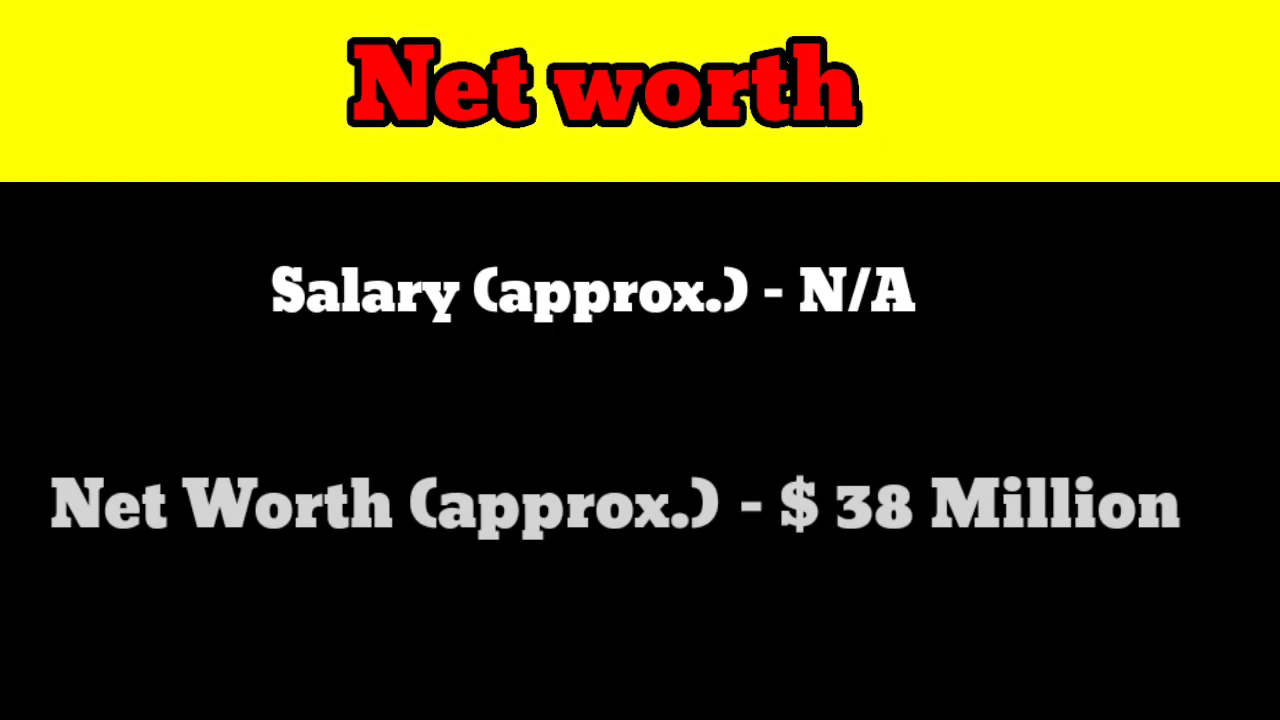 Net worth
Salary (approx.) - N/A
Net Worth (approx.) - $ 38 Million